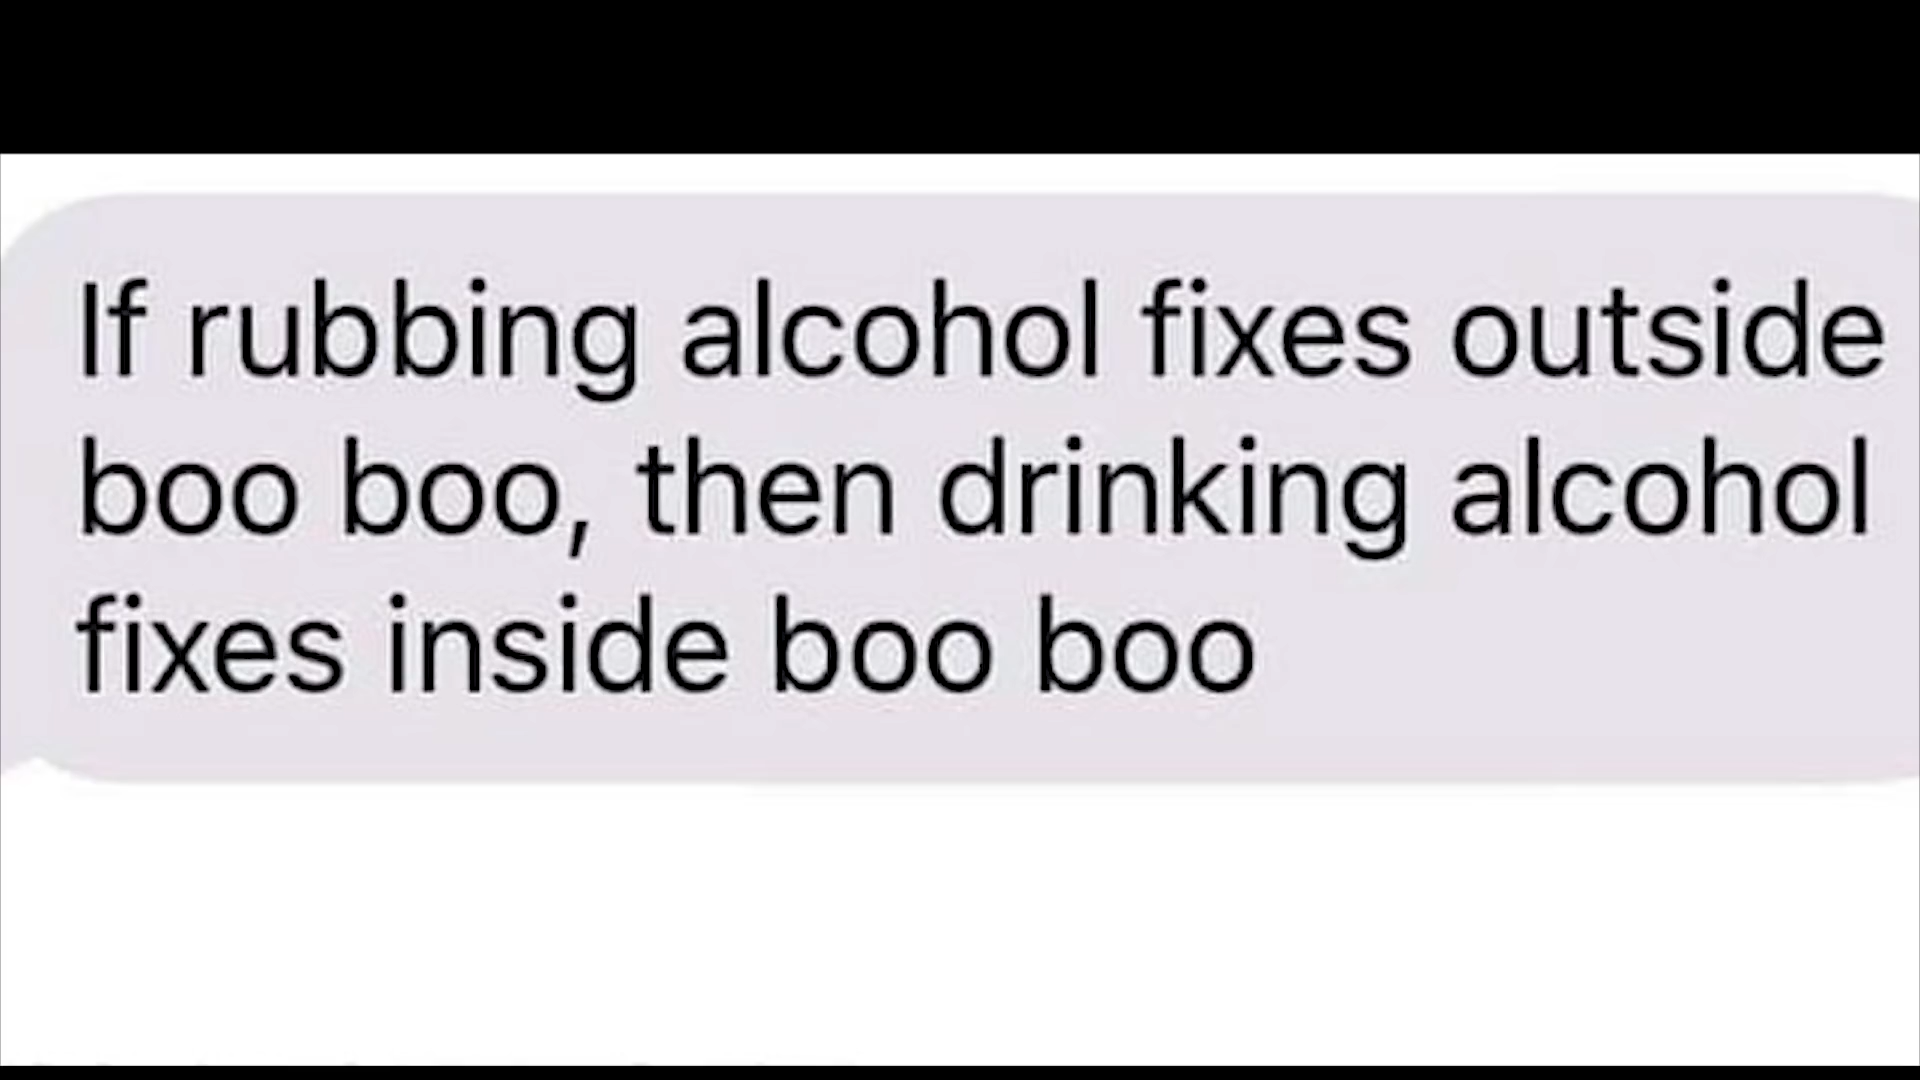 If rubbing alcohol fixes outside
boo boo, then drinking alcohol
fixes inside boo boo